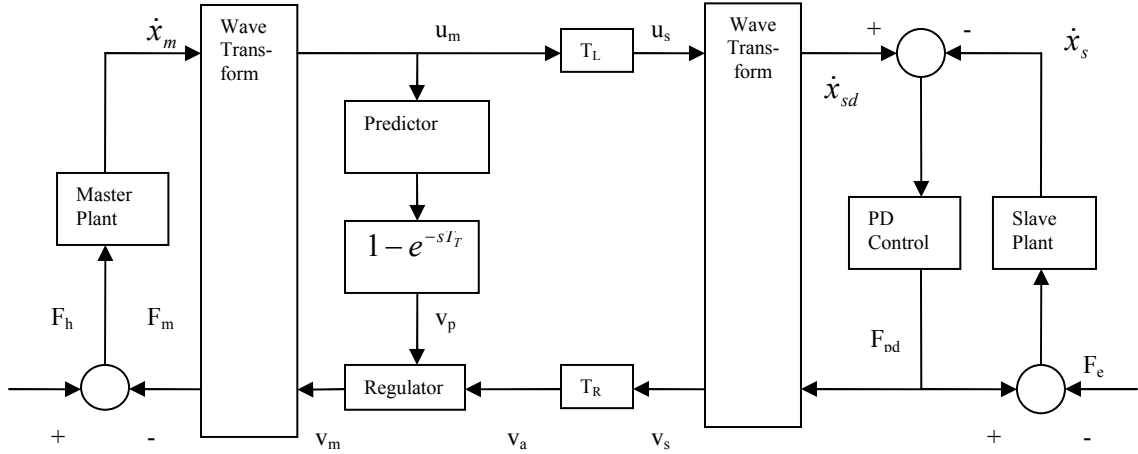 ẋm
Wave
Trans-
form
um
TL
us
Wave
Trans-
form
+
-
ẋs
ẋsd
Predictor
Master
Plant
1 − e^{-sT_T}
PD
Control
Slave
Plant
Fh
Fm
vp
Fpd
Fe
Regulator
TR
+
-
vm
va
vs
+
-